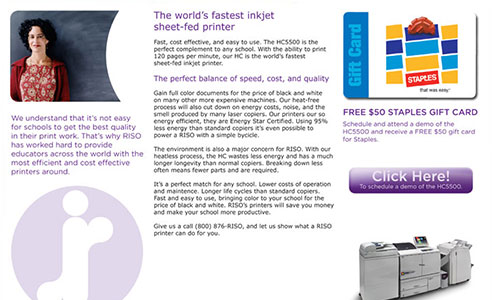 We understand that it's not easy
for schools to get the best quality
in their print work. That's why RISO
has worked hard to provide
educators across the world with the
most efficient and cost effective
printers around.
The world's fastest inkjet
sheet-fed printer
Fast, cost effective, and easy to use. The HC5500 is the
perfect complement to any school. With the ability to print
120 pages per minute, our HC is the world's fastest
sheet-fed inkjet printer.
The perfect balance of speed, cost, and quality
Gain full color documents for the price of black and white
on many other more expensive machines. Our heat-free
process will also cut down on energy costs, noise, and the
smell produced by many laser copiers. Our printers our so
energy efficient, they are Energy Star Certified. Using 95%
less energy than standard copiers it's even possible to
power a RISO with a simple bycicle.
The environment is also a major concern for RISO. With our
heatless process, the HC wastes less energy and has a much
longer longevity than normal copiers. Breaking down less
often means fewer parts and are required.
It's a perfect match for any school. Lower costs of operation
and maintence. Longer life cycles than standard copiers.
Fast and easy to use, bringing color to your school for the
price of black and white. RISO's printers will save you money
and make your school more productive.
Give us a call (800) 876-RISO, and let us show what a RISO
printer can do for you.
Gift Card
STAPLES
that was easy.
FREE $50 STAPLES GIFT CARD
Schedule and attend a demo of the
HC5500 and receive a FREE $50 gift card
for Staples.
Click Here!
To schedule a demo of the HC5500.